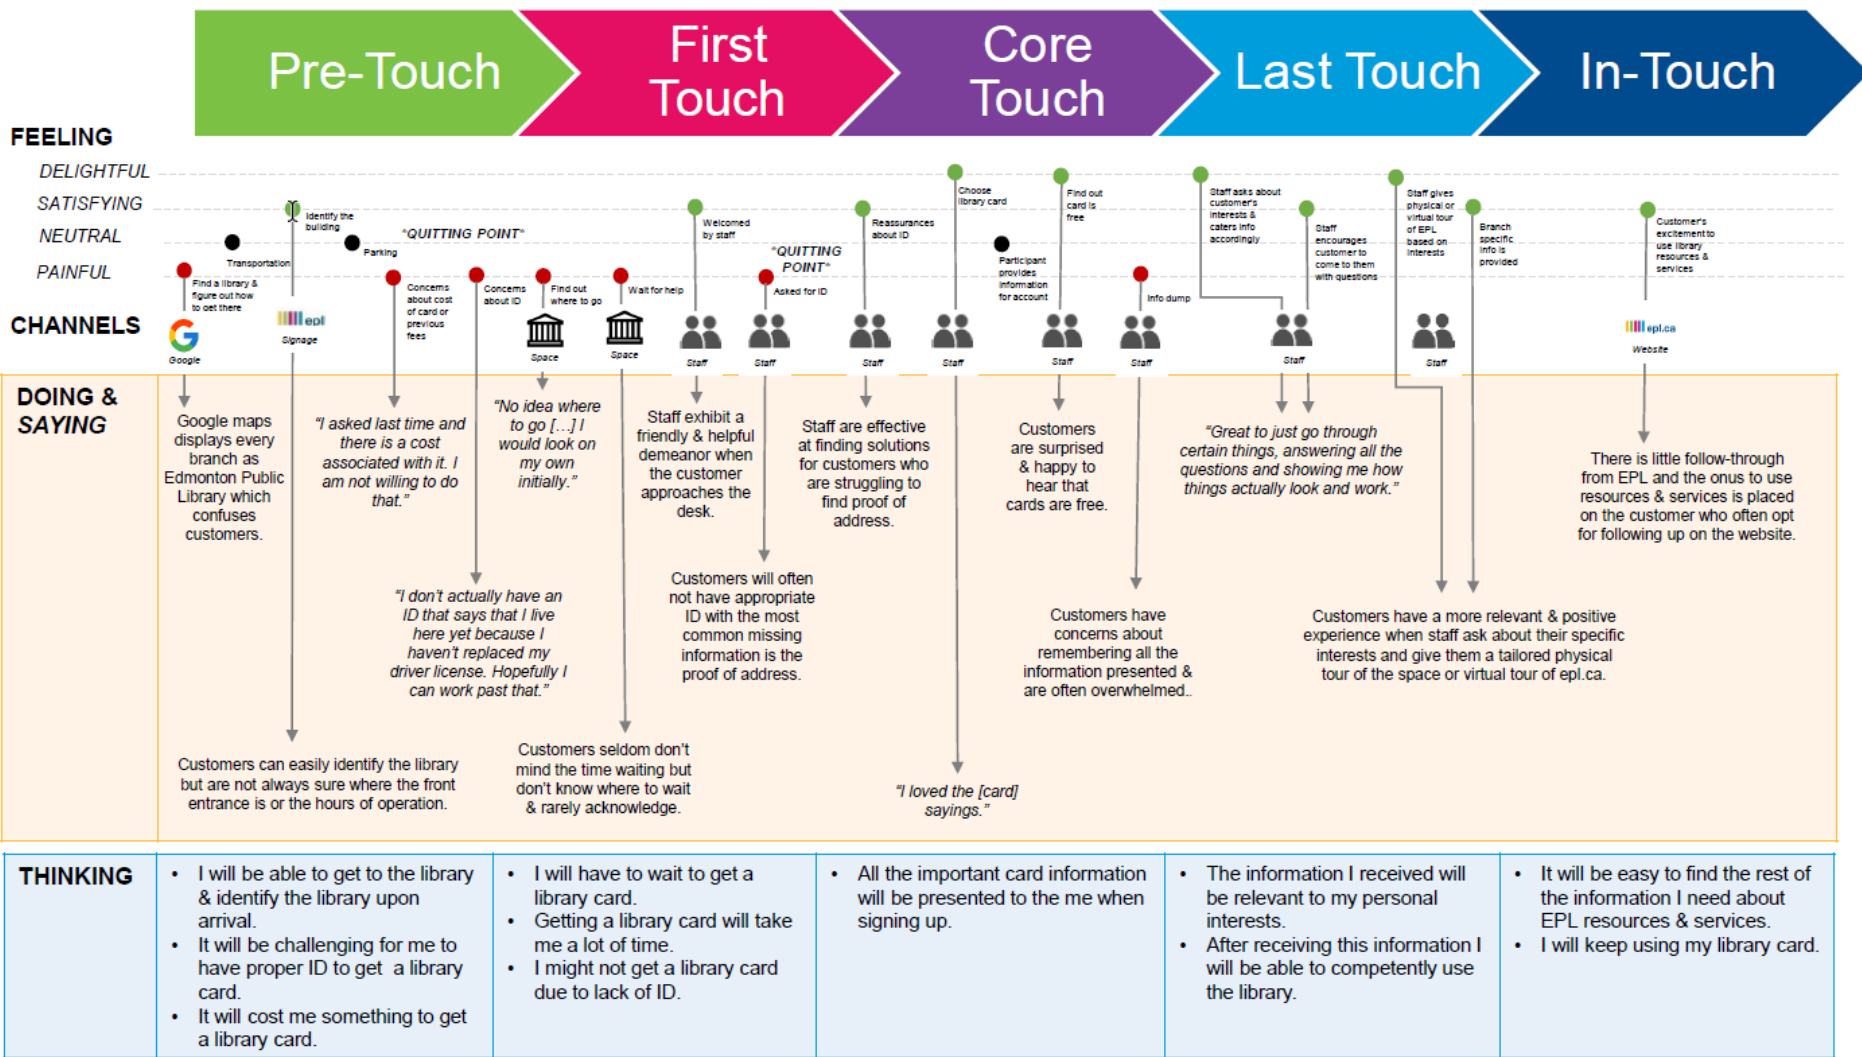 Pre-Touch
First
Touch
Core
Touch
Last Touch
In-Touch
FEELING
DELIGHTFUL
SATISFYING
NEUTRAL
PAINFUL
Find a library &
figure out how
to get there
Transportation
Identify the
building
Parking
*QUITTING POINT*
Concerns
about cost
of card or
previous
fees
Concerns
about ID
Find out
where to go
Wait for help
Welcomed
by staff
*QUITTING
POINT*
Asked for ID
Reassurances
about ID
Choose
library card
Participant
provides
information
for account
Find out
card is
free
Info dump
Staff asks about
customer's
interests &
caters info
accordingly
Staff
encourages
customer to
come to them
with questions
Staff gives
physical or
virtual tour
of EPL
based on
interests
Branch
specific
info is
provided
Customer's
excitement to
use library
resources &
services
CHANNELS
G
Google
epl
Signage
Space
Space
Staff
Staff
Staff
Staff
Staff
Staff
Staff
Staff
epl.ca
Website
DOING &
SAYING
Google maps
displays every
branch as
Edmonton Public
Library which
confuses
customers.
Customers can easily identify the library
but are not always sure where the front
entrance is or the hours of operation.
"I asked last time and
there is a cost
associated with it. I
am not willing to do
that."
"I don't actually have an
ID that says that I live
here yet because I
haven't replaced my
driver license. Hopefully I
can work past that."
"No idea where
to go [...] I
would look on
my own
initially."
Customers seldom don't
mind the time waiting but
don't know where to wait
& rarely acknowledge.
Staff exhibit a
friendly & helpful
demeanor when
the customer
approaches the
desk.
Customers will often
not have appropriate
ID with the most
common missing
information is the
proof of address.
Staff are effective
at finding solutions
for customers who
are struggling to
find proof of
address.
"I loved the [card]
sayings."
Customers
are surprised
& happy to
hear that
cards are free.
Customers have
concerns about
remembering all the
information presented &
are often overwhelmed..
"Great to just go through
certain things, answering all the
questions and showing me how
things actually look and work."
Customers have a more relevant & positive
experience when staff ask about their specific
interests and give them a tailored physical
tour of the space or virtual tour of epl.ca.
There is little follow-through
from EPL and the onus to use
resources & services is placed
on the customer who often opt
for following up on the website.
THINKING
• I will be able to get to the library
& identify the library upon
arrival.
• It will be challenging for me to
have proper ID to get a library
card.
• It will cost me something to get
a library card.
• I will have to wait to get a
library card.
• Getting a library card will take
me a lot of time.
• I might not get a library card
due to lack of ID.
• All the important card information
will be presented to the me when
signing up.
• The information I received will
be relevant to my personal
interests.
• After receiving this information I
will be able to competently use
the library.
• It will be easy to find the rest of
the information I need about
EPL resources & services.
• I will keep using my library card.